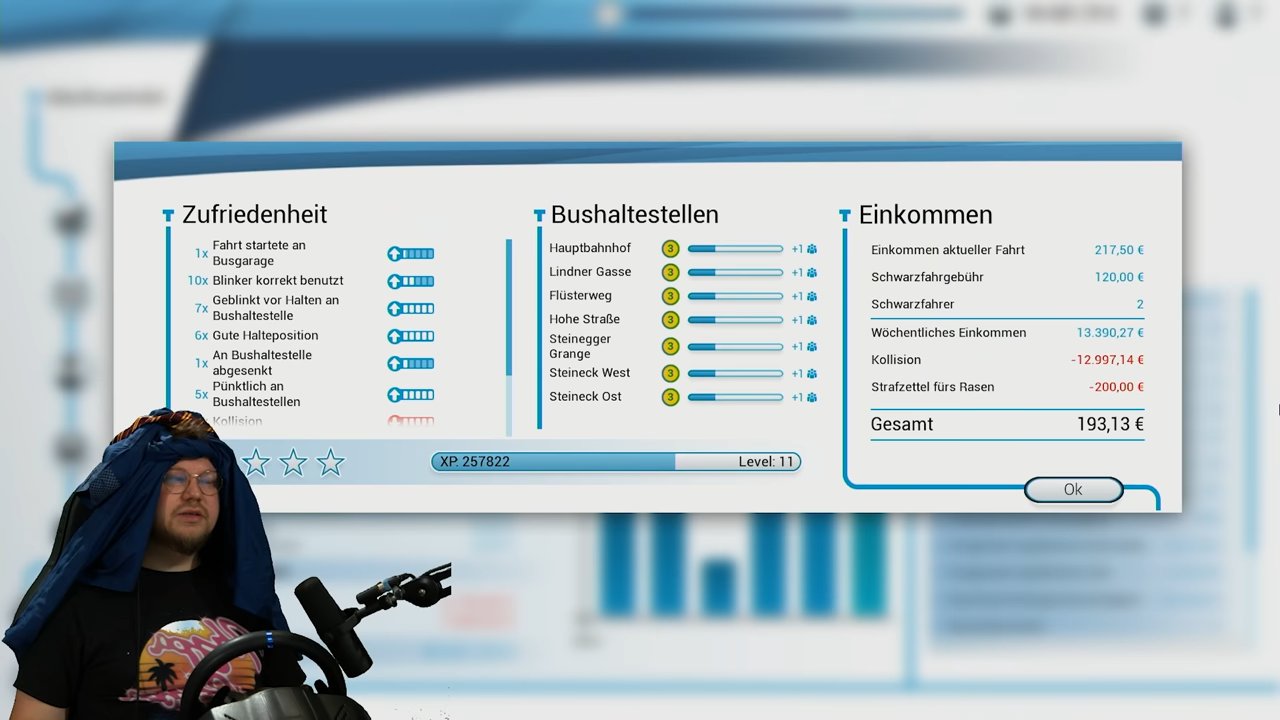 Zufriedenheit
1x Fahrt startete an
Busgarage
10x Blinker korrekt benutzt
7x Geblinkt vor Halten an
Bushaltestelle
6x Gute Halteposition
1x An Bushaltestelle
abgesenkt
5x Pünktlich an
Bushaltestellen
Kollision
XP: 257822
Level: 11
Bushaltestellen
Hauptbahnhof 3 +1
Lindner Gasse 3 +1
Flüsterweg 3 +1
Hohe Straße 3 +1
Steinegger
Grange 3 +1
Steineck West 3 +1
Steineck Ost 3 +1
Einkommen
Einkommen aktueller Fahrt 217,50 €
Schwarzfahrgebühr 120,00 €
Schwarzfahrer 2
Wöchentliches Einkommen 13.390,27 €
Kollision -12.997,14 €
Strafzettel fürs Rasen -200,00 €
Gesamt 193,13 €
Ok